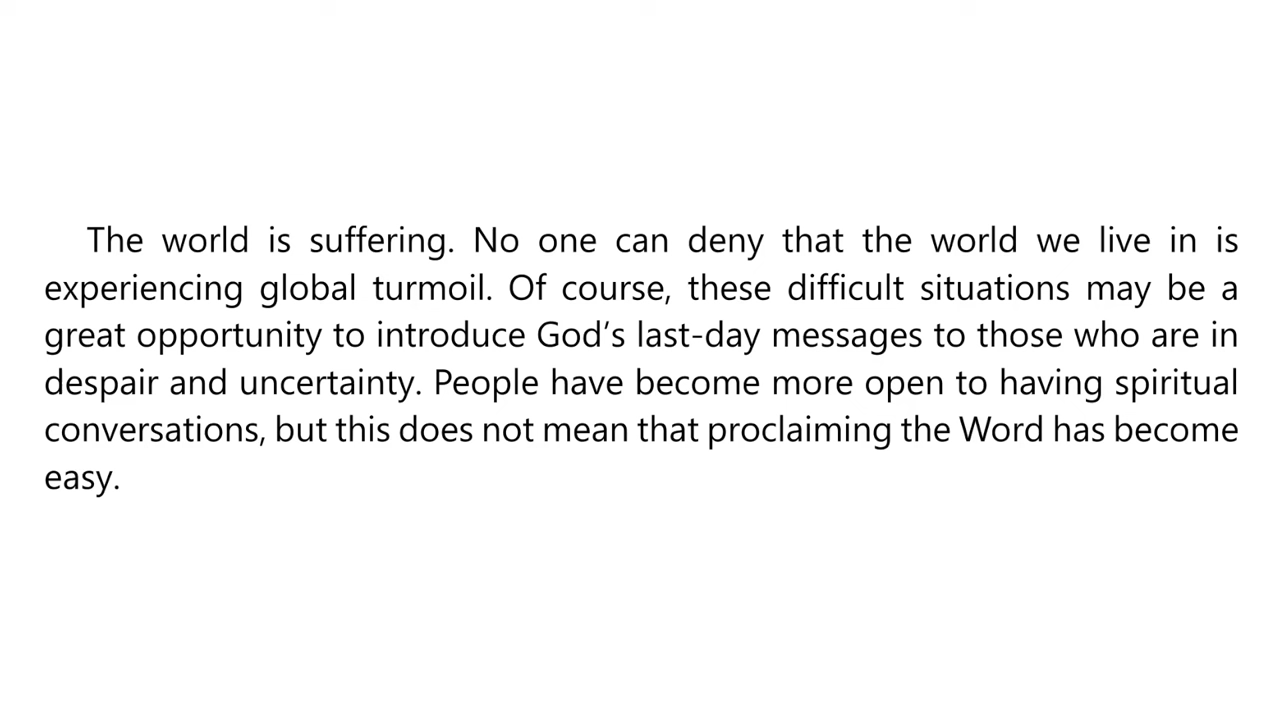 The world is suffering. No one can deny that the world we live in is
experiencing global turmoil. Of course, these difficult situations may be a
great opportunity to introduce God’s last-day messages to those who are in
despair and uncertainty. People have become more open to having spiritual
conversations, but this does not mean that proclaiming the Word has become
easy.